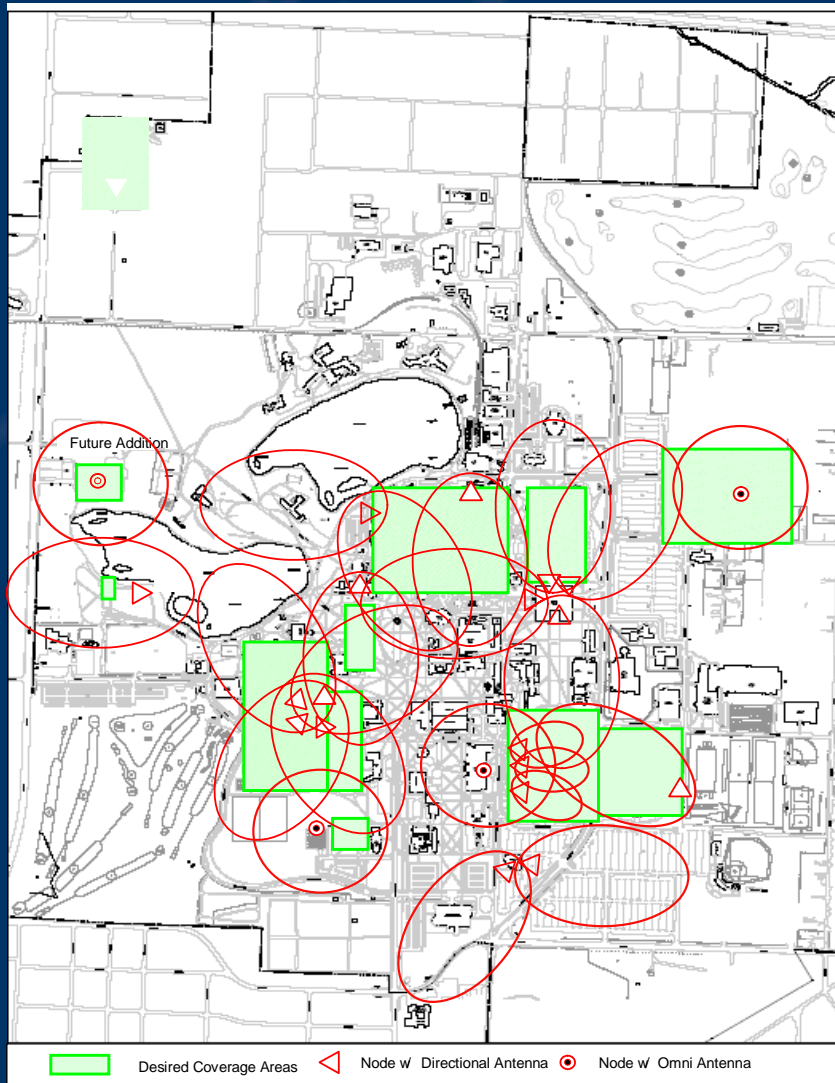 Future Addition
Desired Coverage Areas Node w/ Directional Antenna Node w/ Omni Antenna